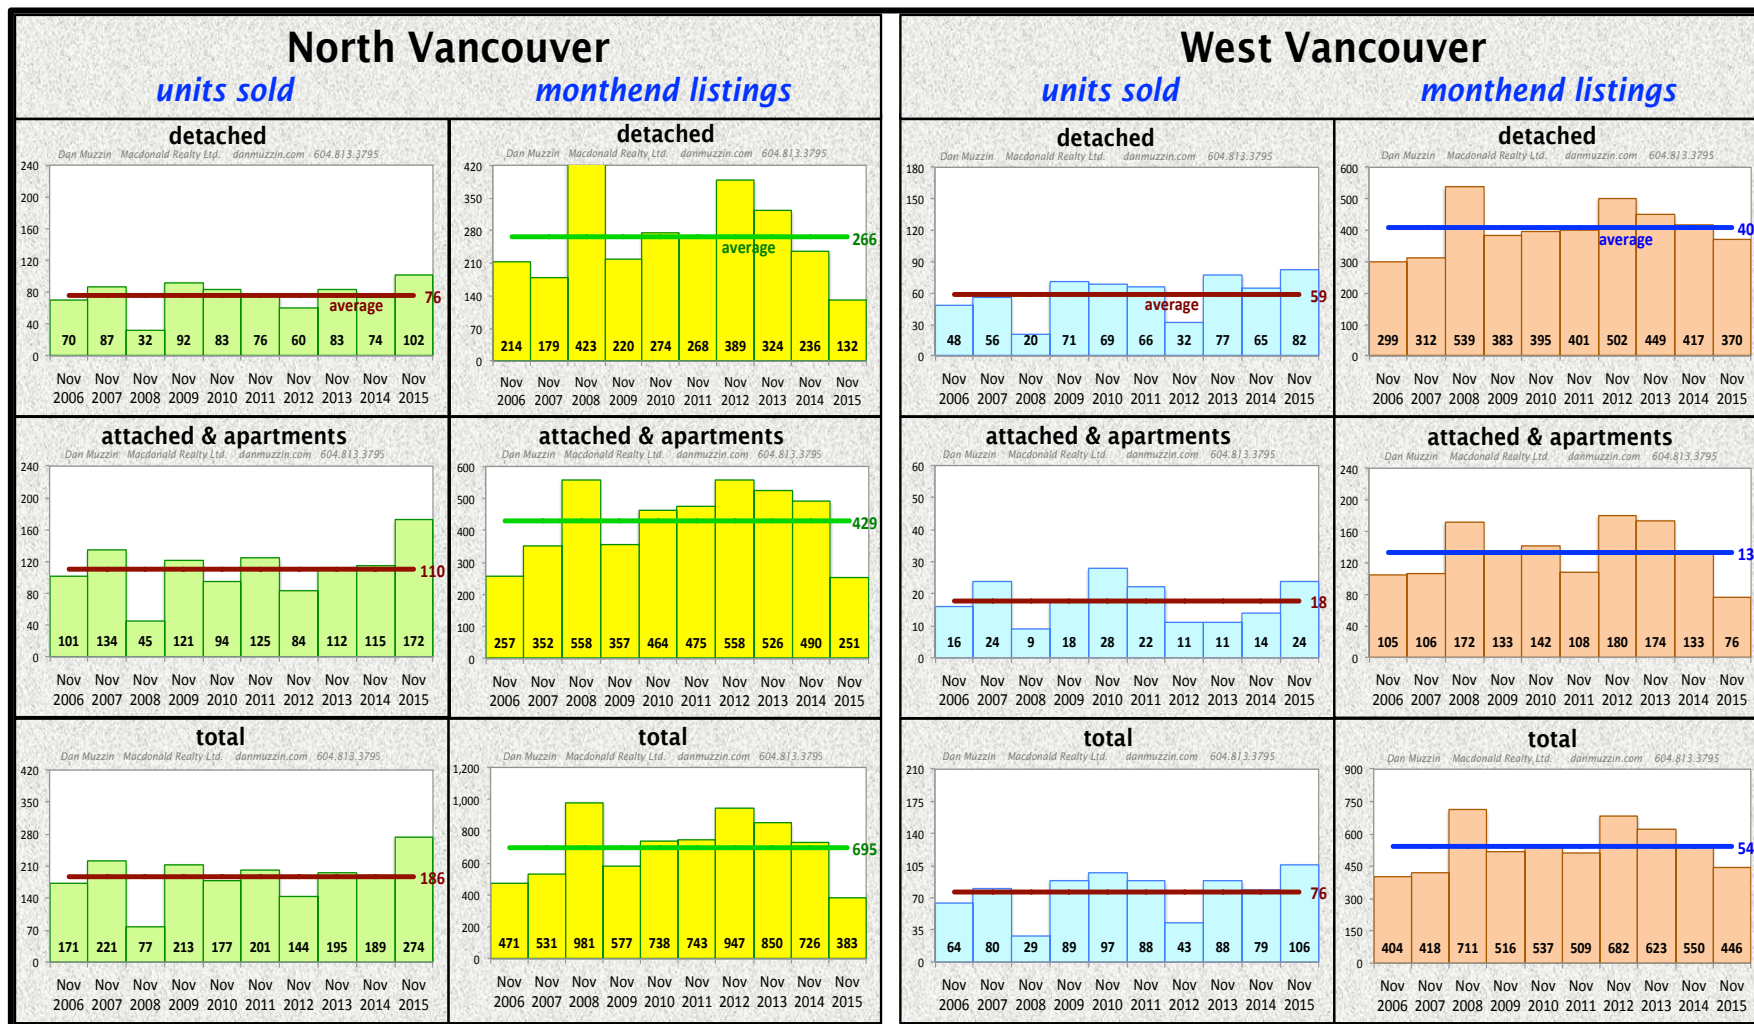 North Vancouver
units sold monthend listings
detached
Dan Muzzin Macdonald Realty Ltd. danmuzzin.com 604.813.3795
240
200
160
120
80
40
0
average
76
70 87 32 92 83 76 60 83 74 102
Nov Nov Nov Nov Nov Nov Nov Nov Nov Nov
2006 2007 2008 2009 2010 2011 2012 2013 2014 2015
detached
Dan Muzzin Macdonald Realty Ltd. danmuzzin.com 604.813.3795
420
350
280
210
140
70
0
266
average
214 179 423 220 274 268 389 324 236 132
Nov Nov Nov Nov Nov Nov Nov Nov Nov Nov
2006 2007 2008 2009 2010 2011 2012 2013 2014 2015
attached & apartments
Dan Muzzin Macdonald Realty Ltd. danmuzzin.com 604.813.3795
240
200
160
120
80
40
0
110
101 134 45 121 94 125 84 112 115 172
Nov Nov Nov Nov Nov Nov Nov Nov Nov Nov
2006 2007 2008 2009 2010 2011 2012 2013 2014 2015
attached & apartments
Dan Muzzin Macdonald Realty Ltd. danmuzzin.com 604.813.3795
600
500
400
300
200
100
0
429
257 352 558 357 464 475 558 526 490 251
Nov Nov Nov Nov Nov Nov Nov Nov Nov Nov
2006 2007 2008 2009 2010 2011 2012 2013 2014 2015
total
Dan Muzzin Macdonald Realty Ltd. danmuzzin.com 604.813.3795
420
350
280
210
140
70
0
186
171 221 77 213 177 201 144 195 189 274
Nov Nov Nov Nov Nov Nov Nov Nov Nov Nov
2006 2007 2008 2009 2010 2011 2012 2013 2014 2015
total
Dan Muzzin Macdonald Realty Ltd. danmuzzin.com 604.813.3795
1,200
1,000
800
600
400
200
0
695
471 531 981 577 738 743 947 850 726 383
Nov Nov Nov Nov Nov Nov Nov Nov Nov Nov
2006 2007 2008 2009 2010 2011 2012 2013 2014 2015
West Vancouver
units sold monthend listings
detached
Dan Muzzin Macdonald Realty Ltd. danmuzzin.com 604.813.3795
180
150
120
90
60
30
0
59
average
48 56 20 71 69 66 32 77 65 82
Nov Nov Nov Nov Nov Nov Nov Nov Nov Nov
2006 2007 2008 2009 2010 2011 2012 2013 2014 2015
detached
Dan Muzzin Macdonald Realty Ltd. danmuzzin.com 604.813.3795
600
500
400
300
200
100
0
40
average
299 312 539 383 395 401 502 449 417 370
Nov Nov Nov Nov Nov Nov Nov Nov Nov Nov
2006 2007 2008 2009 2010 2011 2012 2013 2014 2015
attached & apartments
Dan Muzzin Macdonald Realty Ltd. danmuzzin.com 604.813.3795
60
50
40
30
20
10
0
18
16 24 9 18 28 22 11 11 14 24
Nov Nov Nov Nov Nov Nov Nov Nov Nov Nov
2006 2007 2008 2009 2010 2011 2012 2013 2014 2015
attached & apartments
Dan Muzzin Macdonald Realty Ltd. danmuzzin.com 604.813.3795
240
200
160
120
80
40
0
13
105 106 172 133 142 108 180 174 133 76
Nov Nov Nov Nov Nov Nov Nov Nov Nov Nov
2006 2007 2008 2009 2010 2011 2012 2013 2014 2015
total
Dan Muzzin Macdonald Realty Ltd. danmuzzin.com 604.813.3795
210
175
140
105
70
35
0
76
64 80 29 89 97 88 43 88 79 106
Nov Nov Nov Nov Nov Nov Nov Nov Nov Nov
2006 2007 2008 2009 2010 2011 2012 2013 2014 2015
total
Dan Muzzin Macdonald Realty Ltd. danmuzzin.com 604.813.3795
900
750
600
450
300
150
0
54
404 418 711 516 537 509 682 623 550 446
Nov Nov Nov Nov Nov Nov Nov Nov Nov Nov
2006 2007 2008 2009 2010 2011 2012 2013 2014 2015